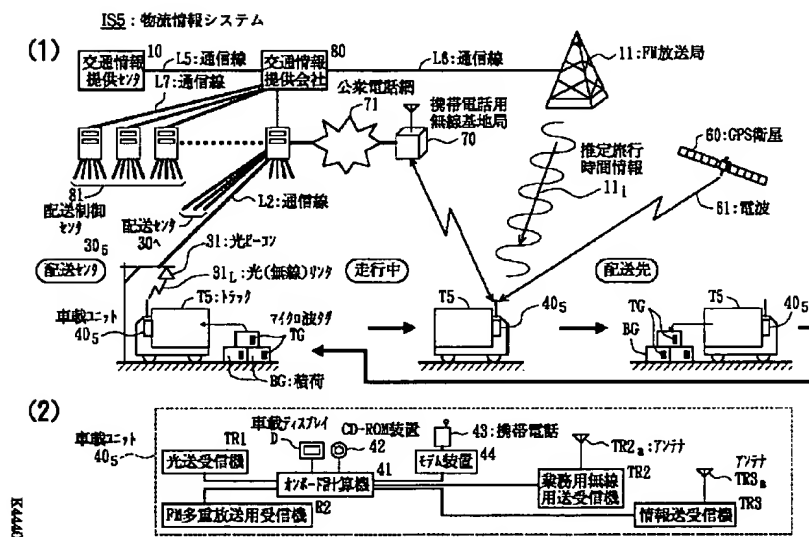 IS5:物流情報システム
(1)
交通情報
提供センタ
10
L5:通信線
交通情報
提供会社
80
L6:通信線
11:FM放送局
L7:通信線
公衆電話網
71
携帯電話用
無線基地局
70
推定旅行
時間情報
11i
60:GPS衛星
61:電波
81
配送制御
センタ
配送センタ
30へ
L2:通信線
30₅
配送センタ
31:光ビーコン
31L:光(無線)リンク
走行中
配送先
車載ユニット
40₅
T5:トラック
マイクロ波タグ
TG
BG:積荷
T5
40₅
T5
40₅
TG
BG
(2)
車載ユニット
40₅
TR1
光送受信機
車載ディスプレイ
D
CD-ROM装置
42
オンボード計算機
41
43:携帯電話
モデム装置
44
TR2a:アンテナ
業務用無線
用送受信機
TR2
アンテナ
TR3a
TR3
情報送受信機
FM多重放送用受信機
R2